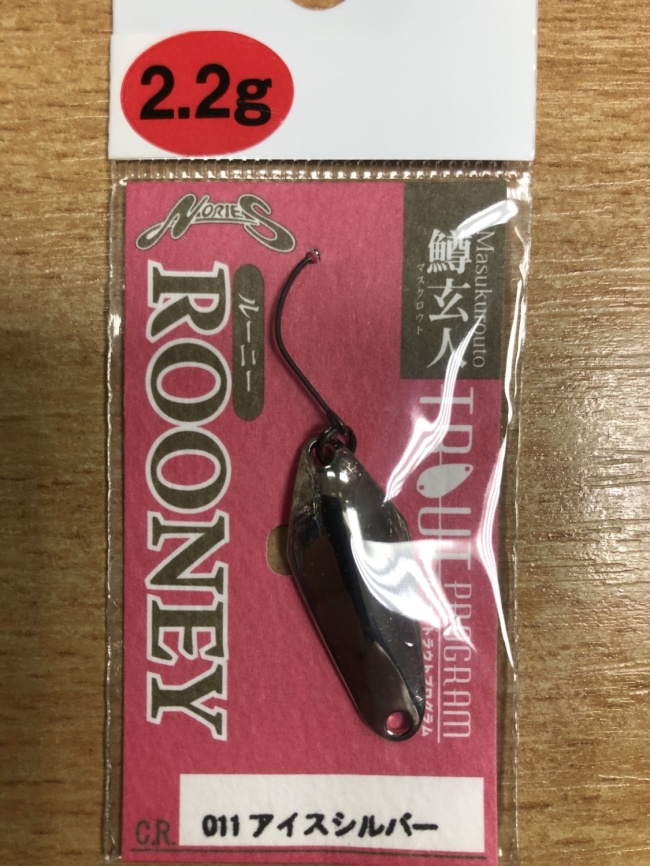 2.2g
NORIES
ROONEY
ルーニー
Masukurouto
鱒玄人
マスクロウト
TROUT PROGRAM
トラウトプログラム
C.R. 011 アイスシルバー